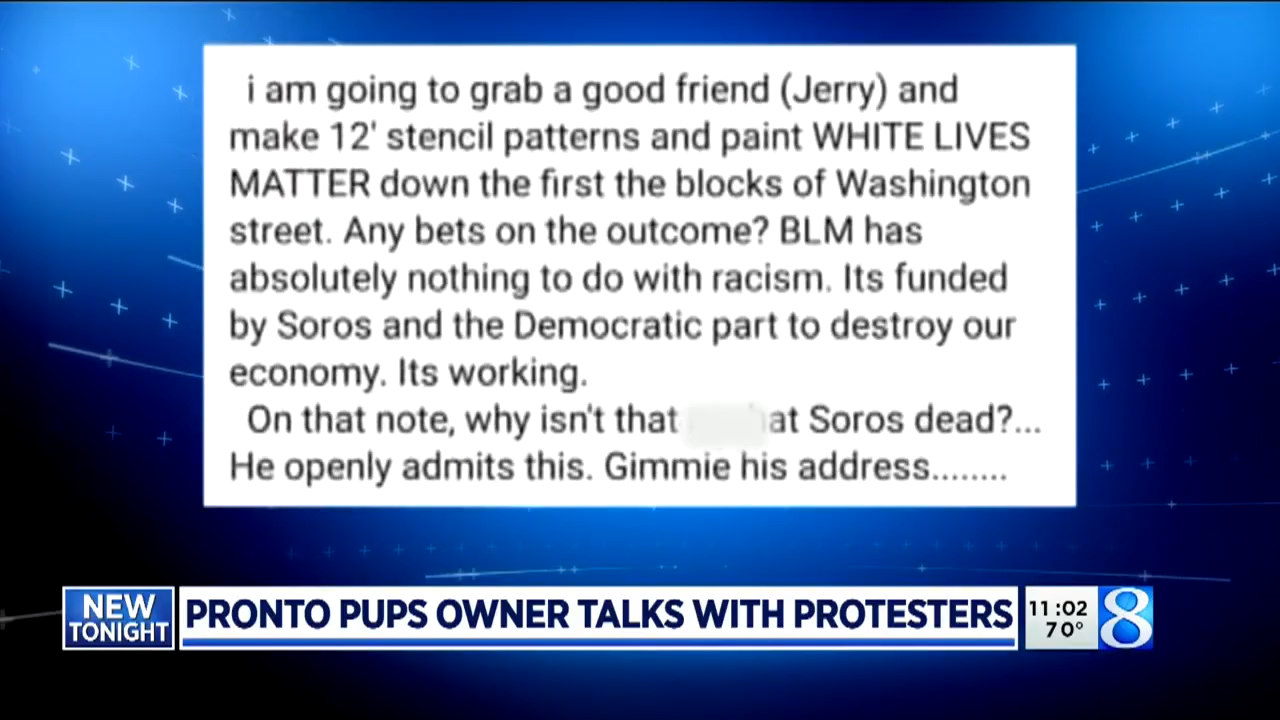 i am going to grab a good friend (Jerry) and
make 12' stencil patterns and paint WHITE LIVES
MATTER down the first the blocks of Washington
street. Any bets on the outcome? BLM has
absolutely nothing to do with racism. Its funded
by Soros and the Democratic part to destroy our
economy. Its working.
On that note, why isn't that Soros dead?...
He openly admits this. Gimmie his address........
NEW
TONIGHT
PRONTO PUPS OWNER TALKS WITH PROTESTERS
11:02
70°
8